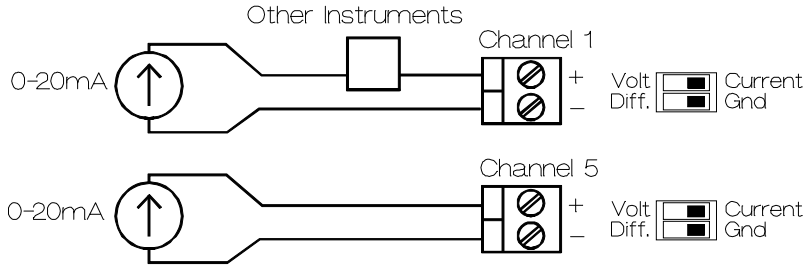 Other Instruments
Channel 1
0-20mA
+
Volt Current
−
Diff. Gnd
Channel 5
0-20mA
+
Volt Current
−
Diff. Gnd